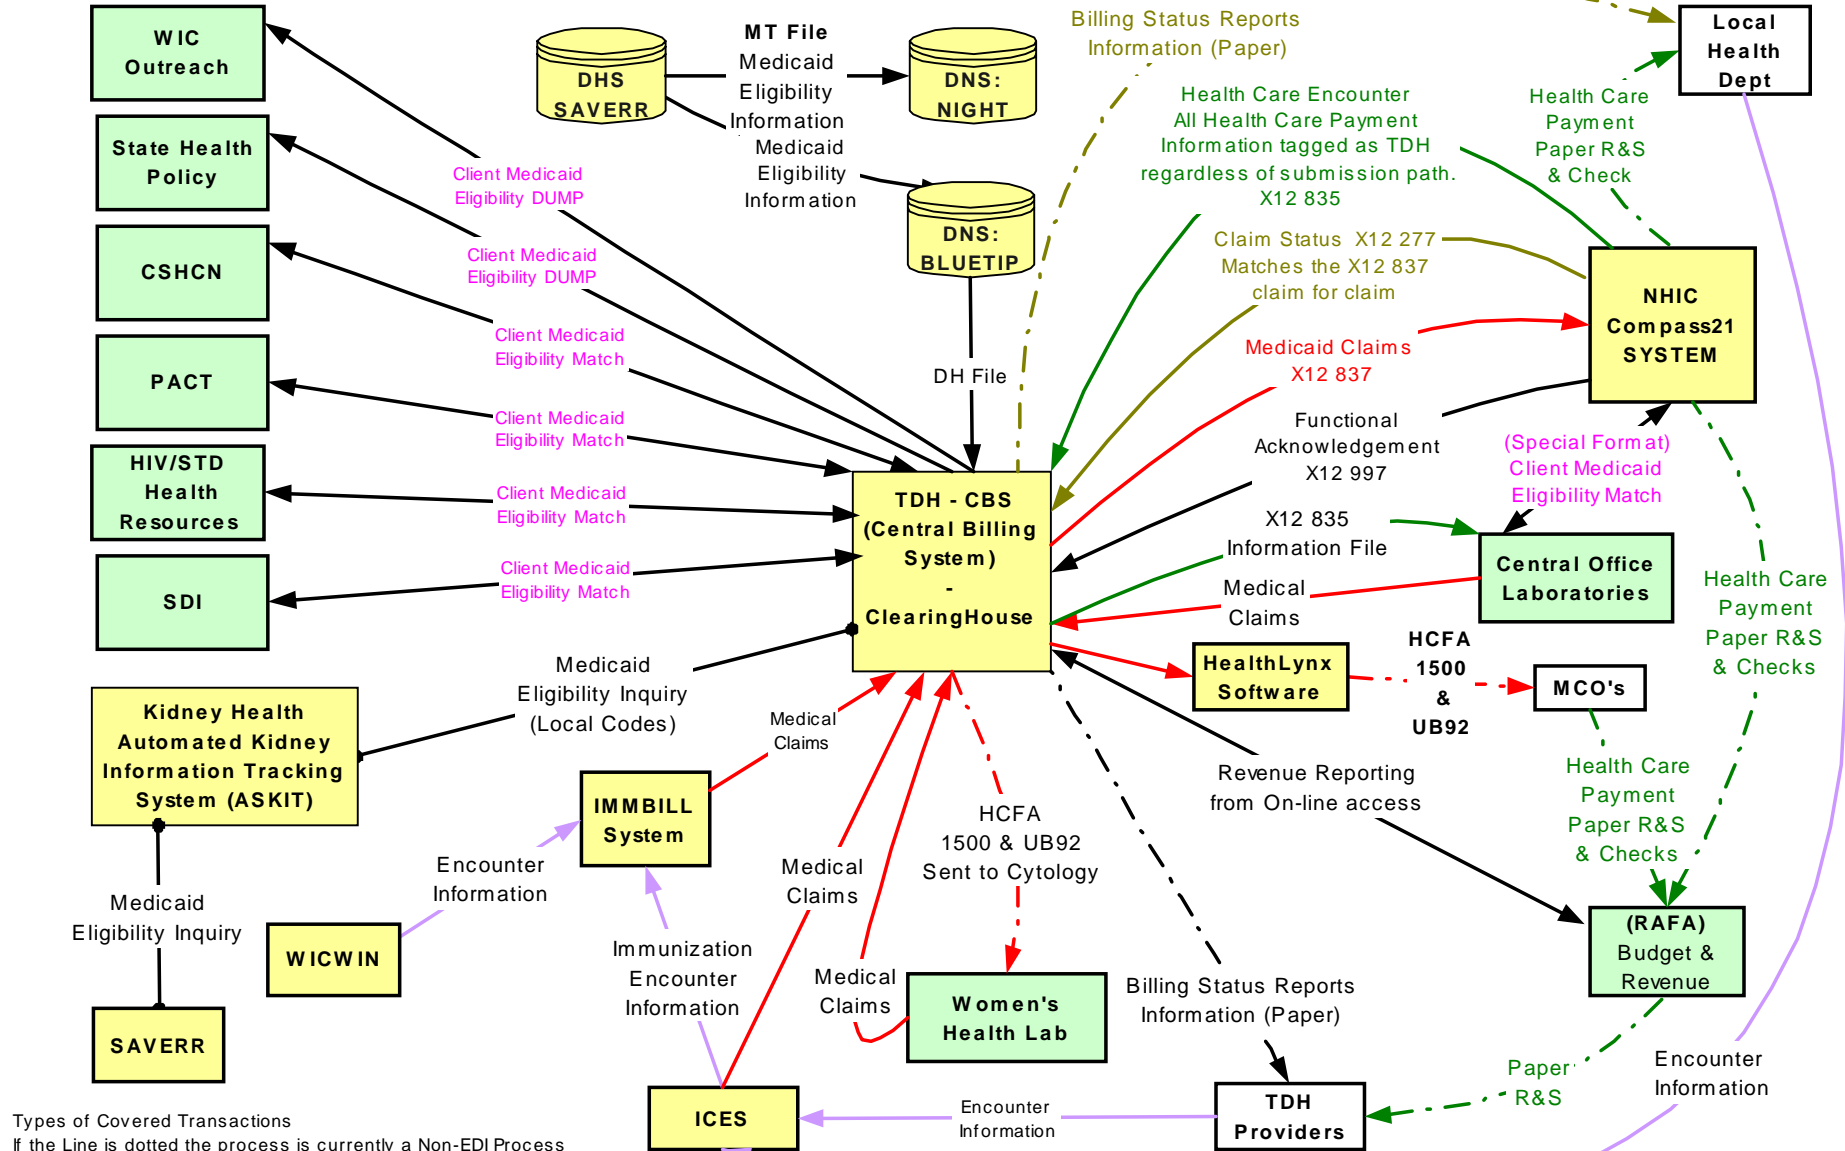 WIC
Outreach
State Health
Policy
CSHCN
PACT
HIV/STD
Health
Resources
SDI
Kidney Health
Automated Kidney
Information Tracking
System (ASKIT)
Medicaid
Eligibility Inquiry
SAVERR
WICWIN
Encounter
Information
IMMBILL
System
Medicaid
Eligibility Inquiry
(Local Codes)
Client Medicaid
Eligibility DUMP
Client Medicaid
Eligibility DUMP
Client Medicaid
Eligibility Match
Client Medicaid
Eligibility Match
Client Medicaid
Eligibility Match
Client Medicaid
Eligibility Match
DHS
SAVERR
MT File
Medicaid
Eligibility
Information
Medicaid
Eligibility
Information
DNS:
NIGHT
DNS:
BLUETIP
DH File
TDH - CBS
(Central Billing
System)
-
ClearingHouse
Billing Status Reports
Information (Paper)
Health Care Encounter
All Health Care Payment
Information tagged as TDH
regardless of submission path.
X12 835
Claim Status X12 277
Matches the X12 837
claim for claim
Medicaid Claims
X12 837
Functional
Acknowledgement
X12 997
X12 835
Information File
Medical
Claims
Local
Health
Dept
Health Care
Payment
Paper R&S
& Check
NHIC
Compass21
SYSTEM
(Special Format)
Client Medicaid
Eligibility Match
Central Office
Laboratories
Health Care
Payment
Paper R&S
& Checks
HealthLynx
Software
HCFA
1500
&
UB92
MCO's
Health Care
Payment
Paper R&S
& Checks
Revenue Reporting
from On-line access
(RAFA)
Budget &
Revenue
Medical
Claims
Medical
Claims
Medical
Claims
HCFA
1500 & UB92
Sent to Cytology
Women's
Health Lab
Immunization
Encounter
Information
Billing Status Reports
Information (Paper)
ICES
Encounter
Information
TDH
Providers
Paper
R&S
Encounter
Information
Types of Covered Transactions
If the Line is dotted the process is currently a Non-EDI Process